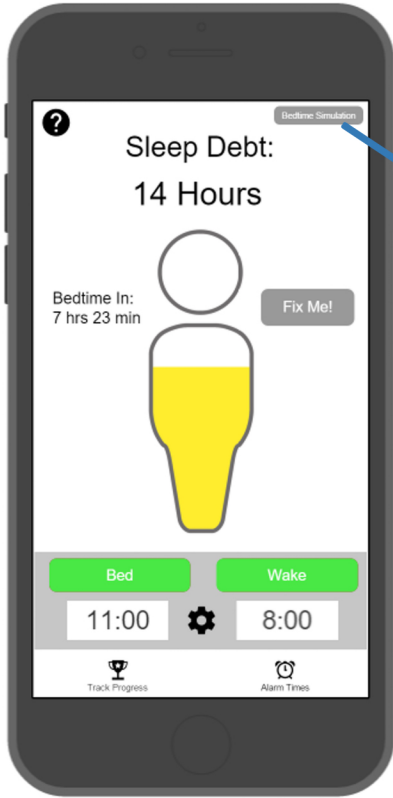 ?
Bedtime Simulation
Sleep Debt:
14 Hours
Bedtime In:
7 hrs 23 min
Fix Me!
Bed
Wake
11:00
8:00
Track Progress
Alarm Times